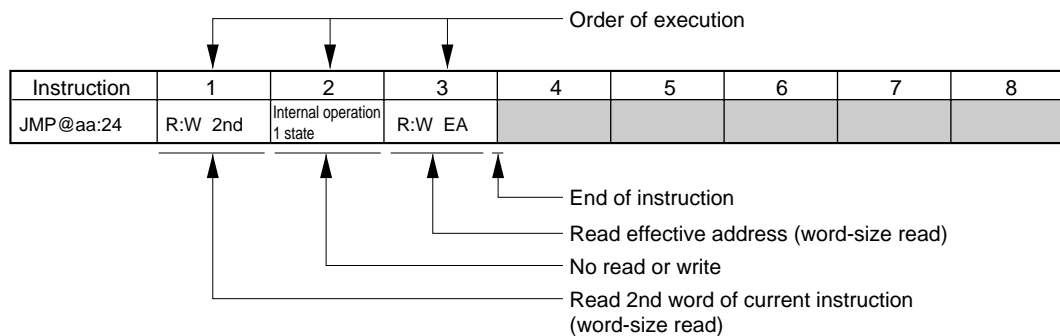 Order of execution
Instruction 1 2 3 4 5 6 7 8
JMP@aa:24 R:W 2nd Internal operation R:W EA
1 state
End of instruction
Read effective address (word-size read)
No read or write
Read 2nd word of current instruction
(word-size read)